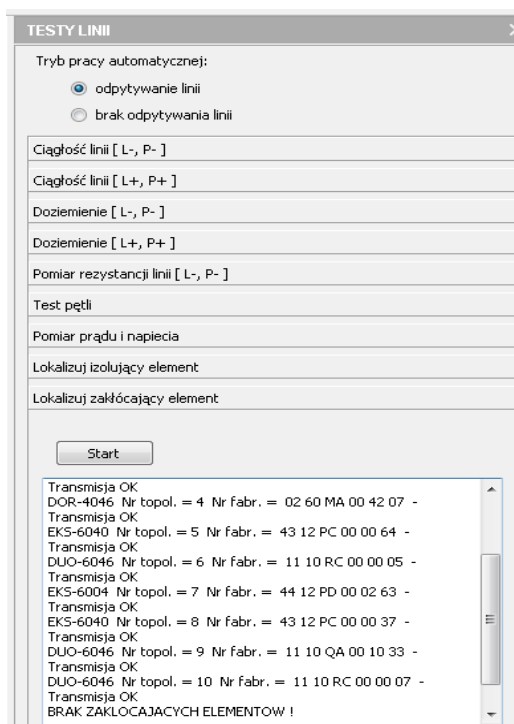 TESTY LINII
Tryb pracy automatycznej:
odpytywanie linii
brak odpytywania linii
Ciągłość linii [ L-, P- ]
Ciągłość linii [ L+, P+ ]
Doziemienie [ L-, P- ]
Doziemienie [ L+, P+ ]
Pomiar rezystancji linii [ L-, P- ]
Test pętli
Pomiar prądu i napiecia
Lokalizuj izolujący element
Lokalizuj zakłócający element
Start
Transmisja OK
DOR-4046 Nr topol. = 4 Nr fabr. = 02 60 MA 00 42 07 -
Transmisja OK
EKS-6040 Nr topol. = 5 Nr fabr. = 43 12 PC 00 00 64 -
Transmisja OK
DUO-6046 Nr topol. = 6 Nr fabr. = 11 10 RC 00 00 05 -
Transmisja OK
EKS-6004 Nr topol. = 7 Nr fabr. = 44 12 PD 00 02 63 -
Transmisja OK
EKS-6040 Nr topol. = 8 Nr fabr. = 43 12 PC 00 00 37 -
Transmisja OK
DUO-6046 Nr topol. = 9 Nr fabr. = 11 10 QA 00 10 33 -
Transmisja OK
DUO-6046 Nr topol. = 10 Nr fabr. = 11 10 RC 00 00 07 -
Transmisja OK
BRAK ZAKLOCAJACYCH ELEMENTOW !